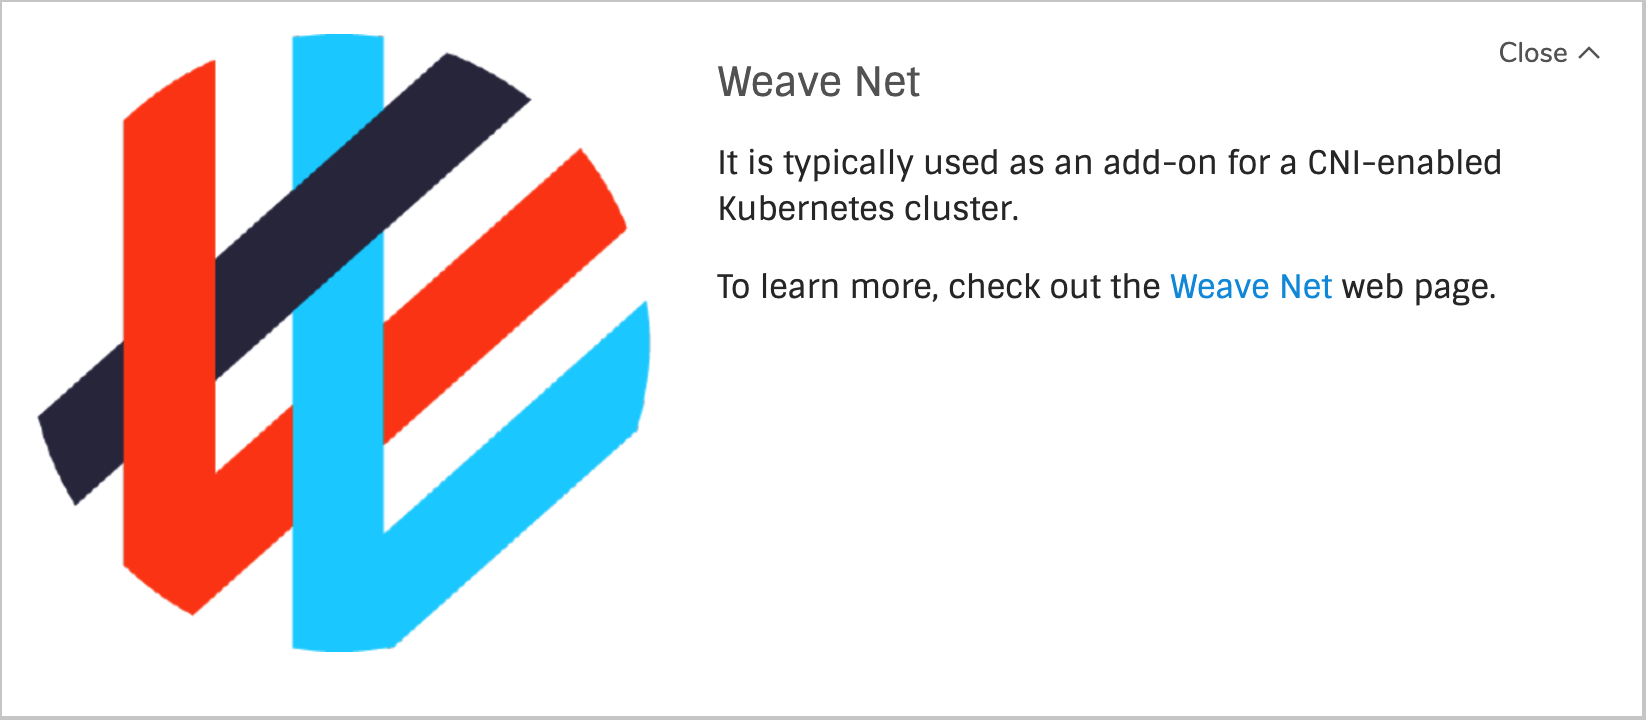 Close
Weave Net
It is typically used as an add-on for a CNI-enabled
Kubernetes cluster.
To learn more, check out the Weave Net web page.